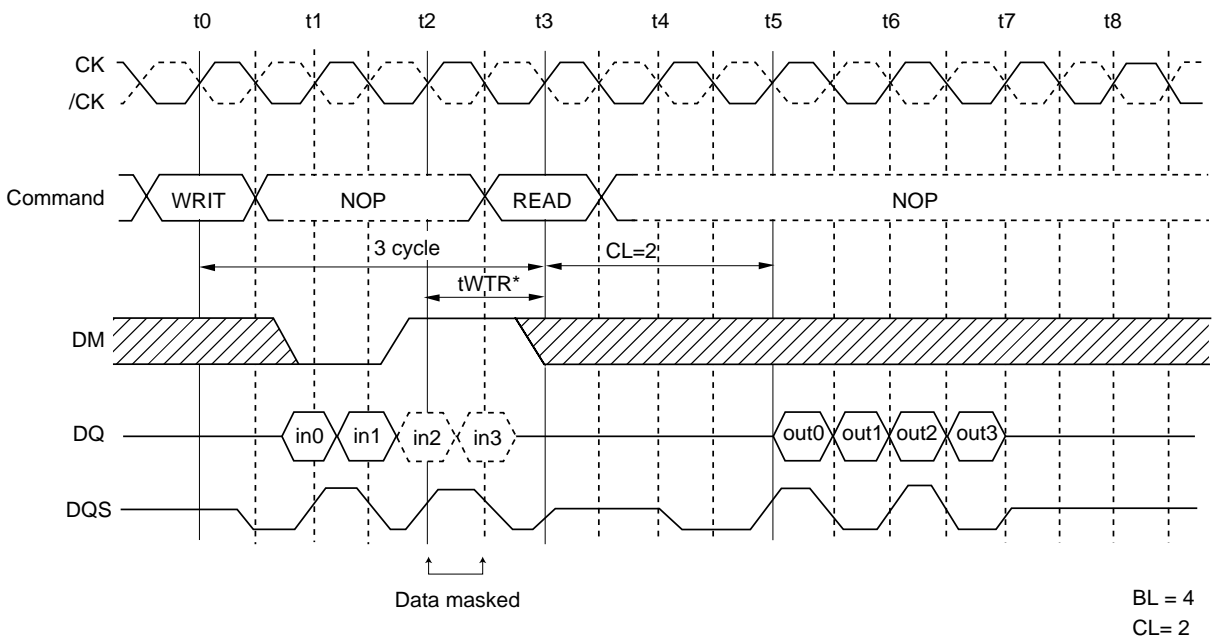 t0 t1 t2 t3 t4 t5 t6 t7 t8
CK
/CK
Command WRIT NOP READ NOP
3 cycle CL=2
tWTR*
DM
DQ in0 in1 in2 in3 out0 out1 out2 out3
DQS
Data masked
BL = 4
CL= 2